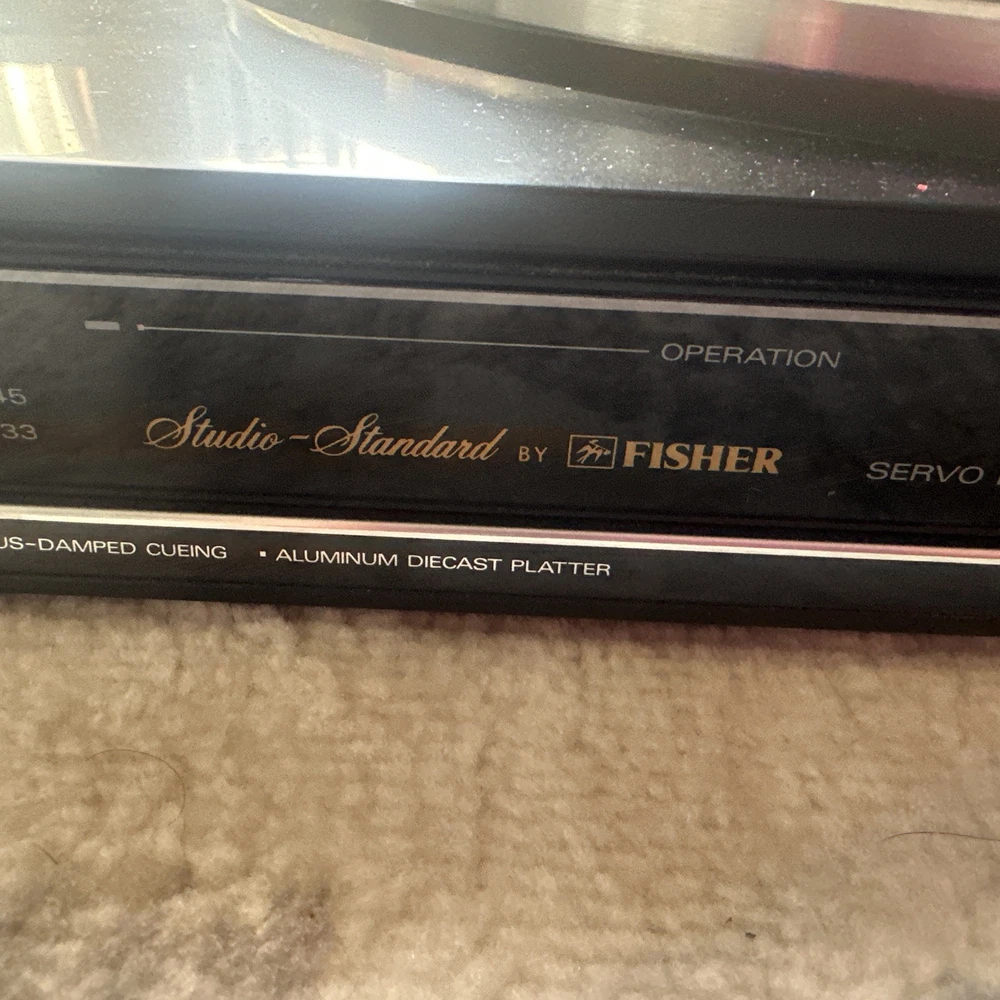 OPERATION
45
33
Studio-Standard BY FISHER
SERVO
US-DAMPED CUEING ▪ ALUMINUM DIECAST PLATTER